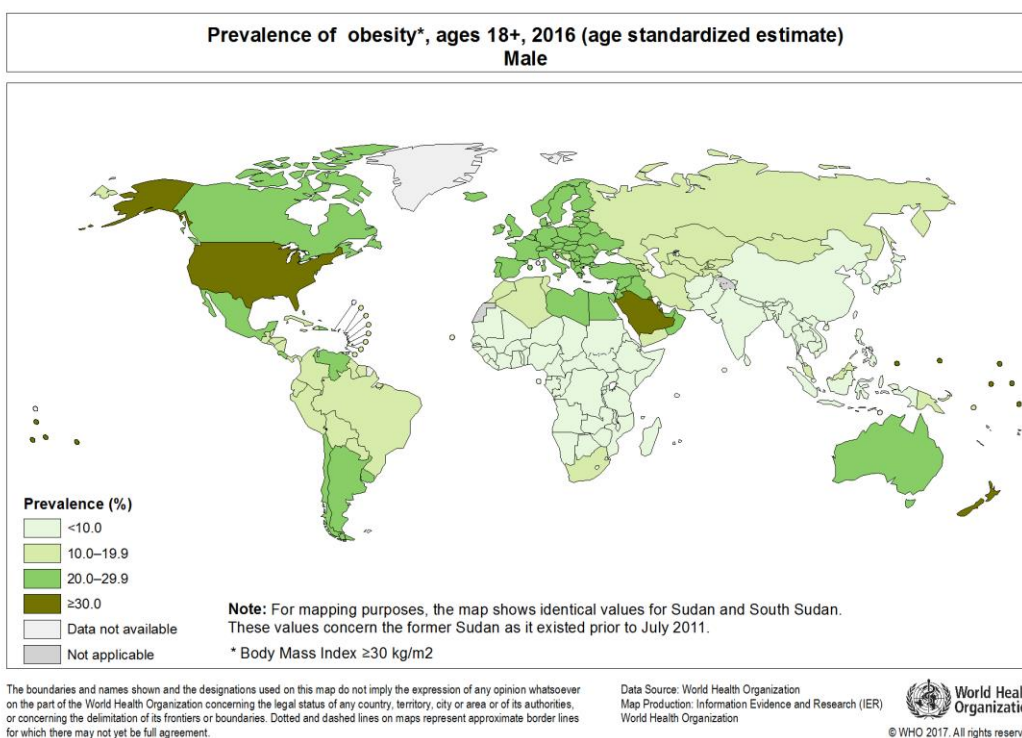 Prevalence of obesity*, ages 18+, 2016 (age standardized estimate)
Male
Prevalence (%)
<10.0
10.0–19.9
20.0–29.9
≥30.0
Data not available
Not applicable
Note: For mapping purposes, the map shows identical values for Sudan and South Sudan.
These values concern the former Sudan as it existed prior to July 2011.
* Body Mass Index ≥30 kg/m2
The boundaries and names shown and the designations used on this map do not imply the expression of any opinion whatsoever
on the part of the World Health Organization concerning the legal status of any country, territory, city or area or of its authorities,
or concerning the delimitation of its frontiers or boundaries. Dotted and dashed lines on maps represent approximate border lines
for which there may not yet be full agreement.
Data Source: World Health Organization
Map Production: Information Evidence and Research (IER)
World Health Organization
World Heal
Organizatio
© WHO 2017. All rights reserv